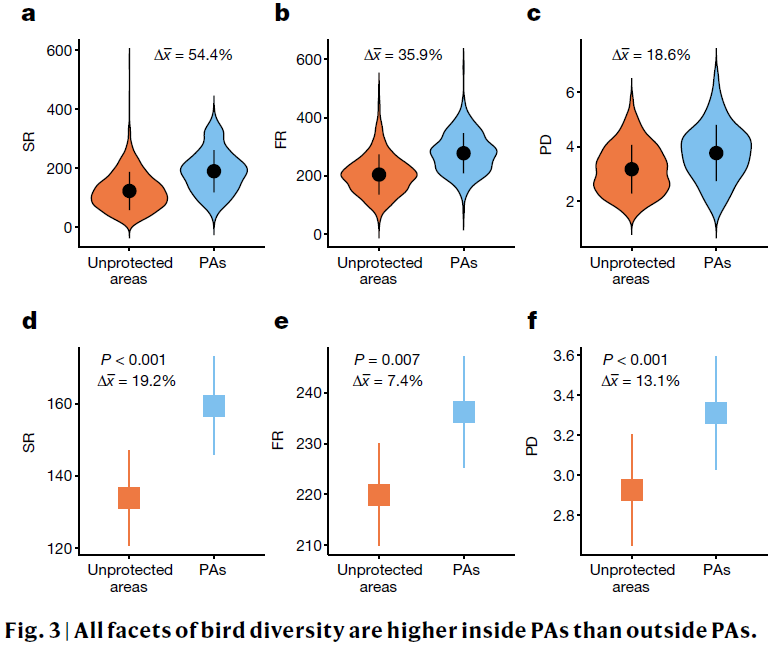 a
Δx̄ = 54.4%
SR
600
400
200
0
Unprotected
areas
PAs
b
Δx̄ = 35.9%
FR
600
400
200
0
Unprotected
areas
PAs
c
Δx̄ = 18.6%
PD
6
4
2
Unprotected
areas
PAs
d
P < 0.001
Δx̄ = 19.2%
SR
160
140
120
Unprotected
areas
PAs
e
P = 0.007
Δx̄ = 7.4%
FR
240
230
220
210
Unprotected
areas
PAs
f
P < 0.001
Δx̄ = 13.1%
PD
3.6
3.4
3.2
3.0
2.8
Unprotected
areas
PAs
Fig. 3 | All facets of bird diversity are higher inside PAs than outside PAs.